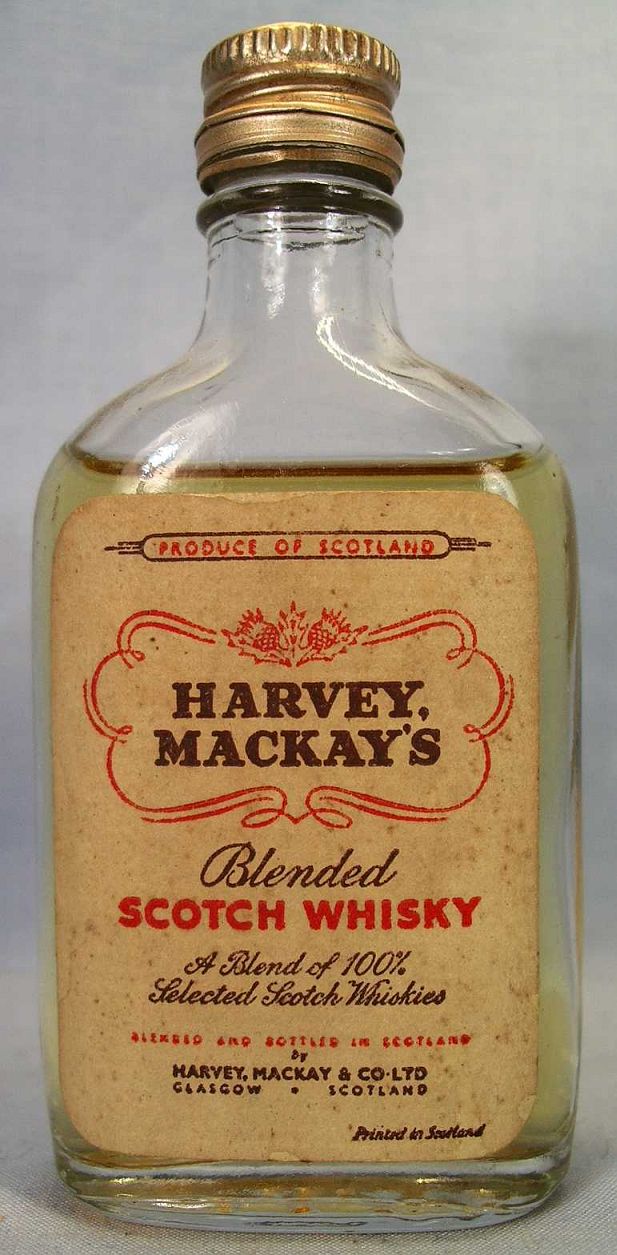 PRODUCE OF SCOTLAND
HARVEY,
MACKAY'S
Blended
SCOTCH WHISKY
A Blend of 100%
Selected Scotch Whiskies
BLENDED AND BOTTLED IN SCOTLAND
by
HARVEY, MACKAY & CO·LTD
GLASGOW • SCOTLAND
Printed in Scotland